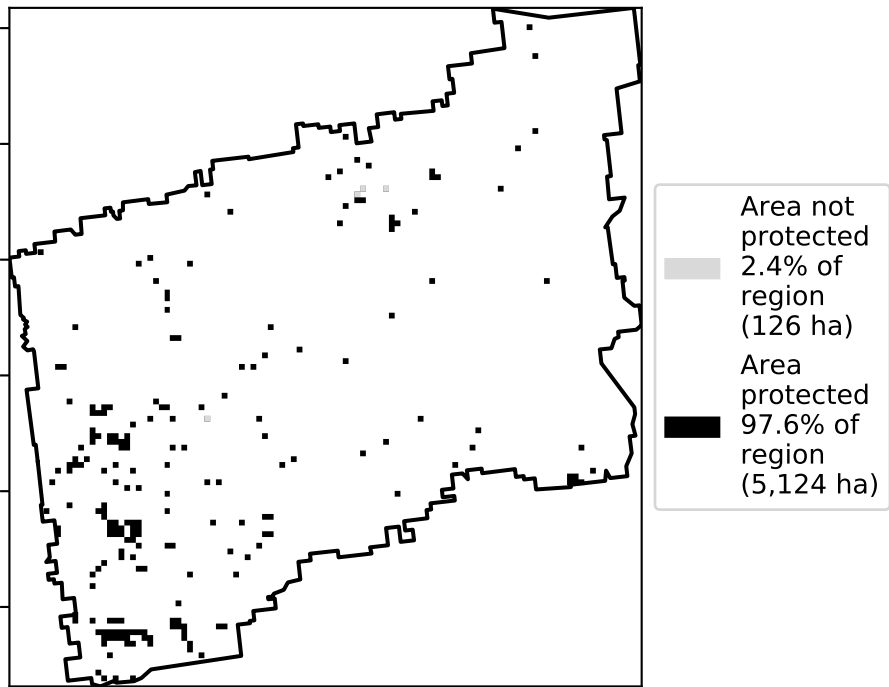 Area not
protected
2.4% of
region
(126 ha)
Area
protected
97.6% of
region
(5,124 ha)